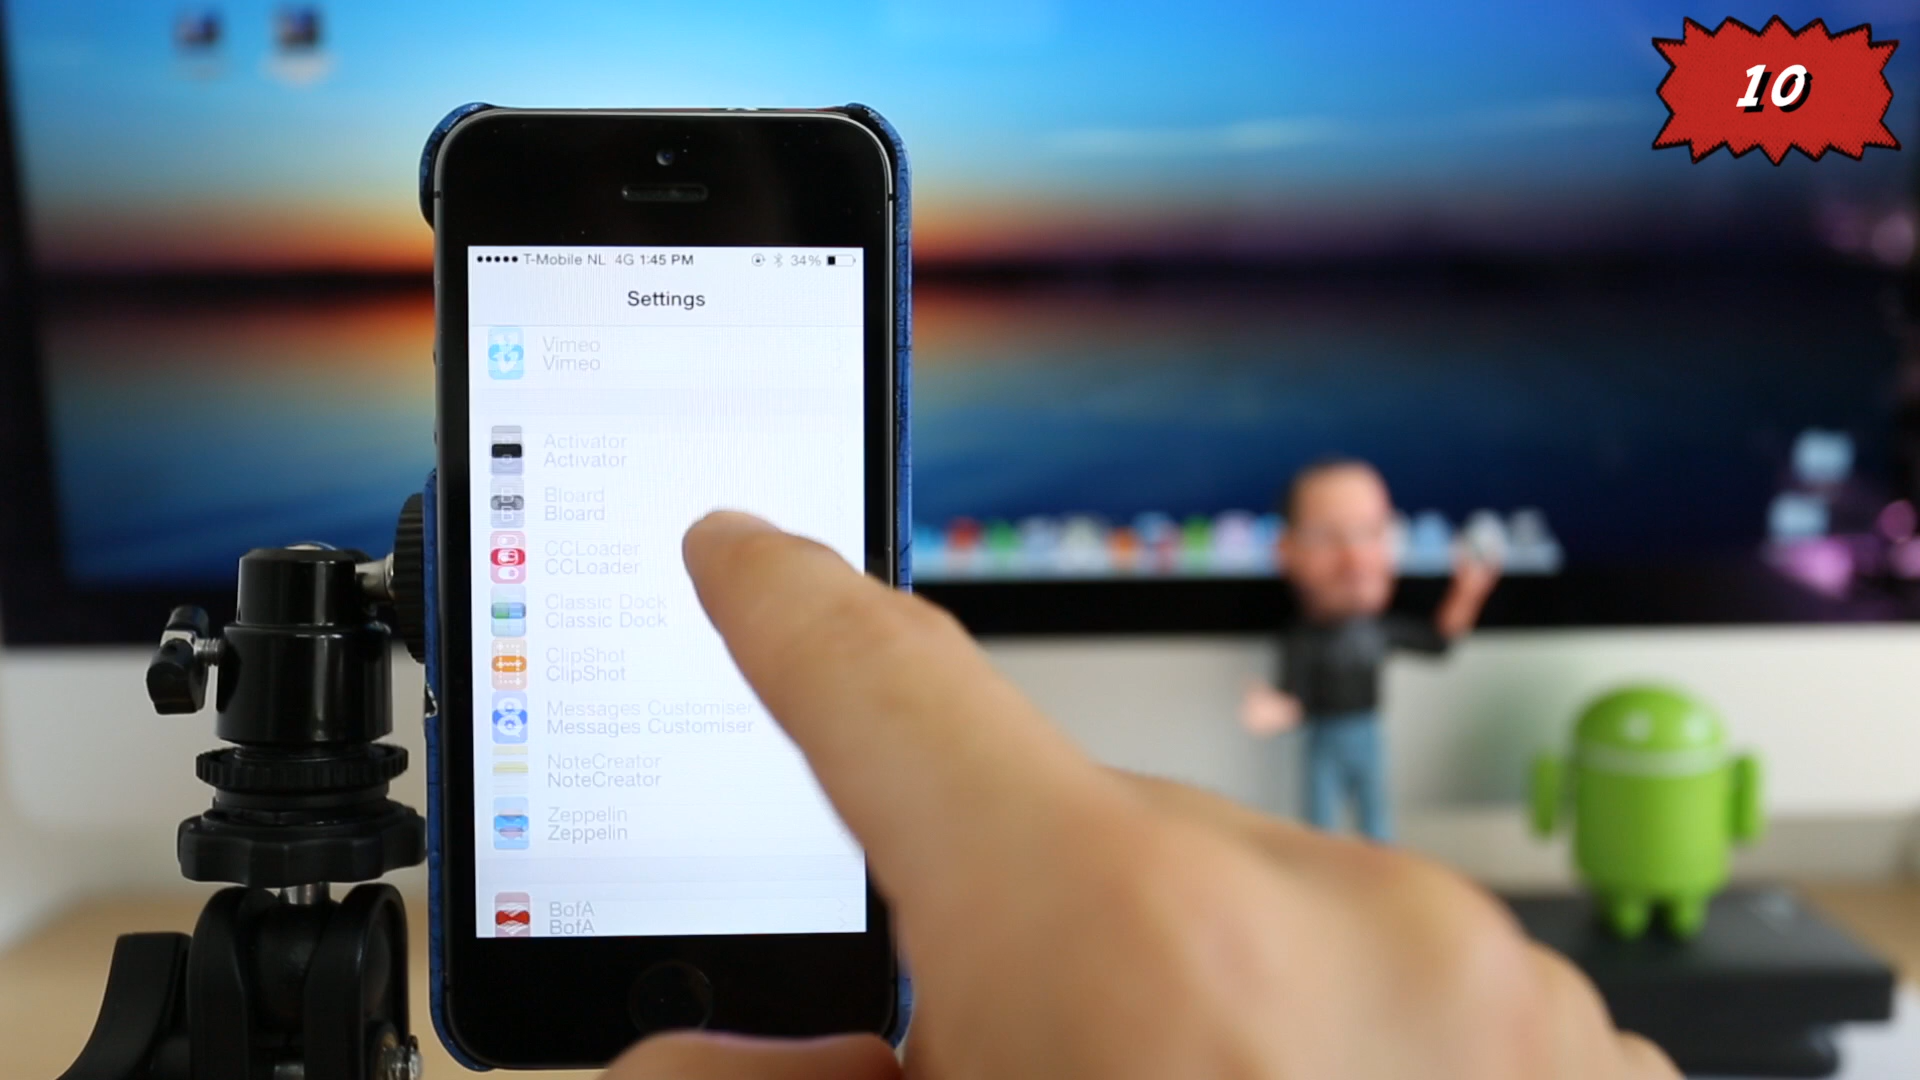 10
T-Mobile NL 4G 1:45 PM 34%
Settings
Vimeo
Vimeo
Activator
Activator
Bloard
Bloard
CCLoader
CCLoader
Classic Dock
Classic Dock
ClipShot
ClipShot
Messages Customiser
Messages Customiser
NoteCreator
NoteCreator
Zeppelin
Zeppelin
BofA
BofA